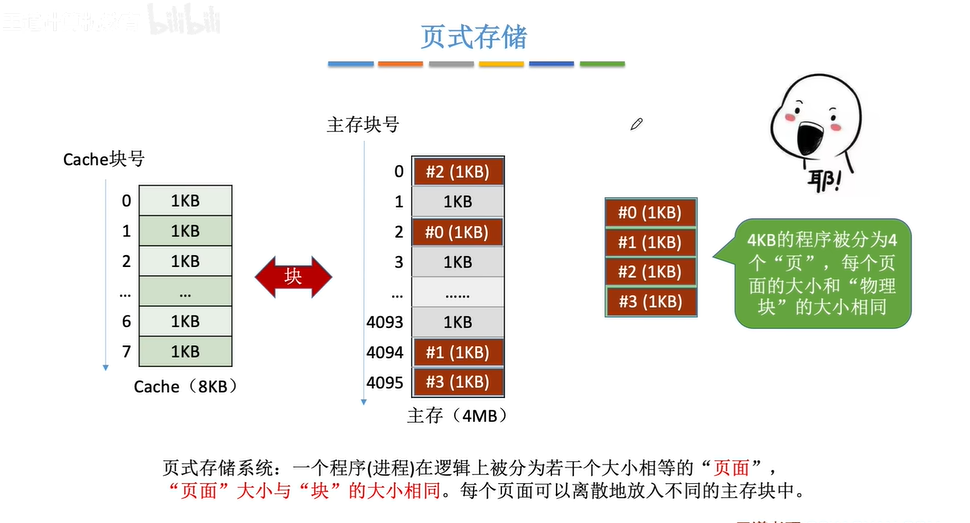 bilibili
页式存储
主存块号
Cache块号
0 1KB
1 1KB
2 1KB
... ...
6 1KB
7 1KB
Cache（8KB）
块
0 #2 (1KB)
1 1KB
2 #0 (1KB)
3 1KB
... ......
4093 1KB
4094 #1 (1KB)
4095 #3 (1KB)
主存（4MB）
耶!
#0 (1KB)
#1 (1KB)
#2 (1KB)
#3 (1KB)
4KB的程序被分为4
个“页”，每个页
面的大小和“物理
块”的大小相同
页式存储系统：一个程序(进程)在逻辑上被分为若干个大小相等的“页面”，
“页面”大小与“块”的大小相同。每个页面可以离散地放入不同的主存块中。